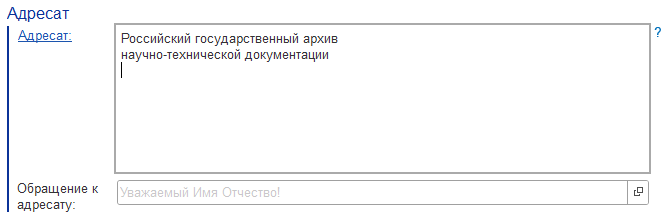 Адресат
Адресат:
?
Российский государственный архив
научно-технической документации
Обращение к
адресату:
Уважаемый Имя Отчество!